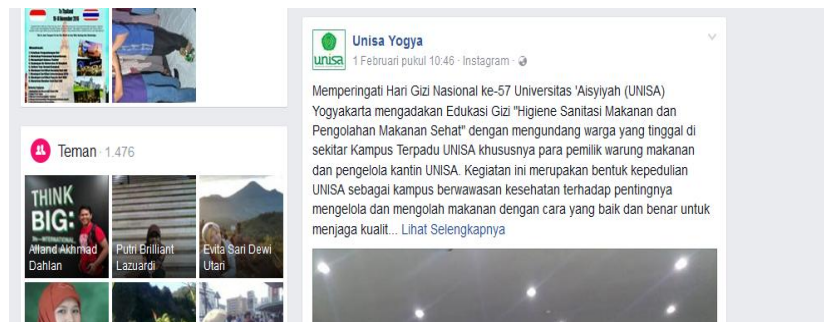 To Thailand
Teman · 1.476
THINK
BIG:
Alland Akhmad
Dahlan
Putri Brilliant
Lazuardi
Evita Sari Dewi
Utari
unisa
Unisa Yogya
1 Februari pukul 10:46 · Instagram ·
Memperingati Hari Gizi Nasional ke-57 Universitas 'Aisyiyah (UNISA)
Yogyakarta mengadakan Edukasi Gizi "Higiene Sanitasi Makanan dan
Pengolahan Makanan Sehat" dengan mengundang warga yang tinggal di
sekitar Kampus Terpadu UNISA khususnya para pemilik warung makanan
dan pengelola kantin UNISA. Kegiatan ini merupakan bentuk kepedulian
UNISA sebagai kampus berwawasan kesehatan terhadap pentingnya
mengelola dan mengolah makanan dengan cara yang baik dan benar untuk
menjaga kualit... Lihat Selengkapnya